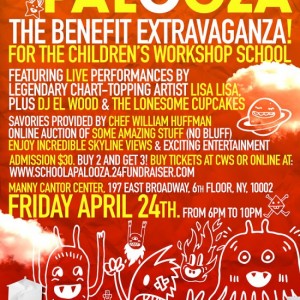 PALOOZA
THE BENEFIT EXTRAVAGANZA!
FOR THE CHILDREN'S WORKSHOP SCHOOL
FEATURING LIVE PERFORMANCES BY
LEGENDARY CHART-TOPPING ARTIST LISA LISA,
PLUS DJ EL WOOD & THE LONESOME CUPCAKES
SAVORIES PROVIDED BY CHEF WILLIAM HUFFMAN
ONLINE AUCTION OF SOME AMAZING STUFF (NO BLUFF)
ENJOY INCREDIBLE SKYLINE VIEWS & EXCITING ENTERTAINMENT
ADMISSION $30. BUY 2 AND GET 3! BUY TICKETS AT CWS OR ONLINE AT:
WWW.SCHOOLAPALOOZA.24FUNDRAISER.COM
MANNY CANTOR CENTER. 197 EAST BROADWAY, 6TH FLOOR, NY, 10002
FRIDAY APRIL 24TH. FROM 6PM TO 10PM